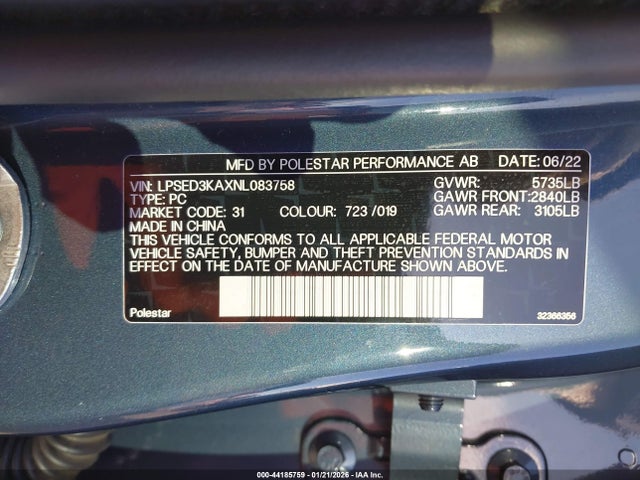 MFD BY POLESTAR PERFORMANCE AB DATE: 06/22
VIN: LPSED3KAXNL083758 GVWR: 5735LB
TYPE: PC GAWR FRONT: 2840LB
MARKET CODE: 31 COLOUR: 723 /019 GAWR REAR: 3105LB
MADE IN CHINA
THIS VEHICLE CONFORMS TO ALL APPLICABLE FEDERAL MOTOR
VEHICLE SAFETY, BUMPER AND THEFT PREVENTION STANDARDS IN
EFFECT ON THE DATE OF MANUFACTURE SHOWN ABOVE.
Polestar 32366356
000-44185759 - 01/21/2026 - IAA Inc.